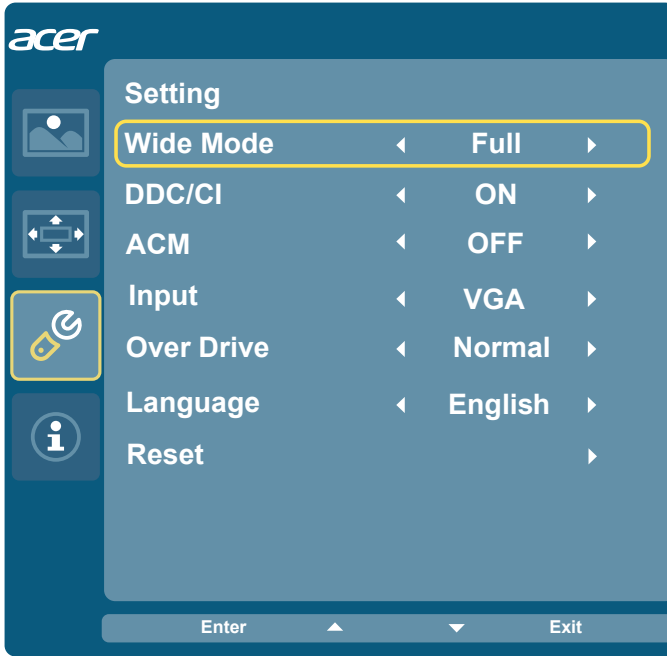 acer
Setting
Wide Mode Full
DDC/CI ON
ACM OFF
Input VGA
Over Drive Normal
Language English
Reset
Enter Exit